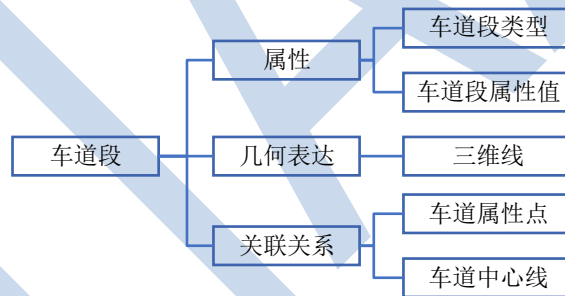 车道段类型
属性
车道段属性值
车道段
几何表达
三维线
车道属性点
关联关系
车道中心线